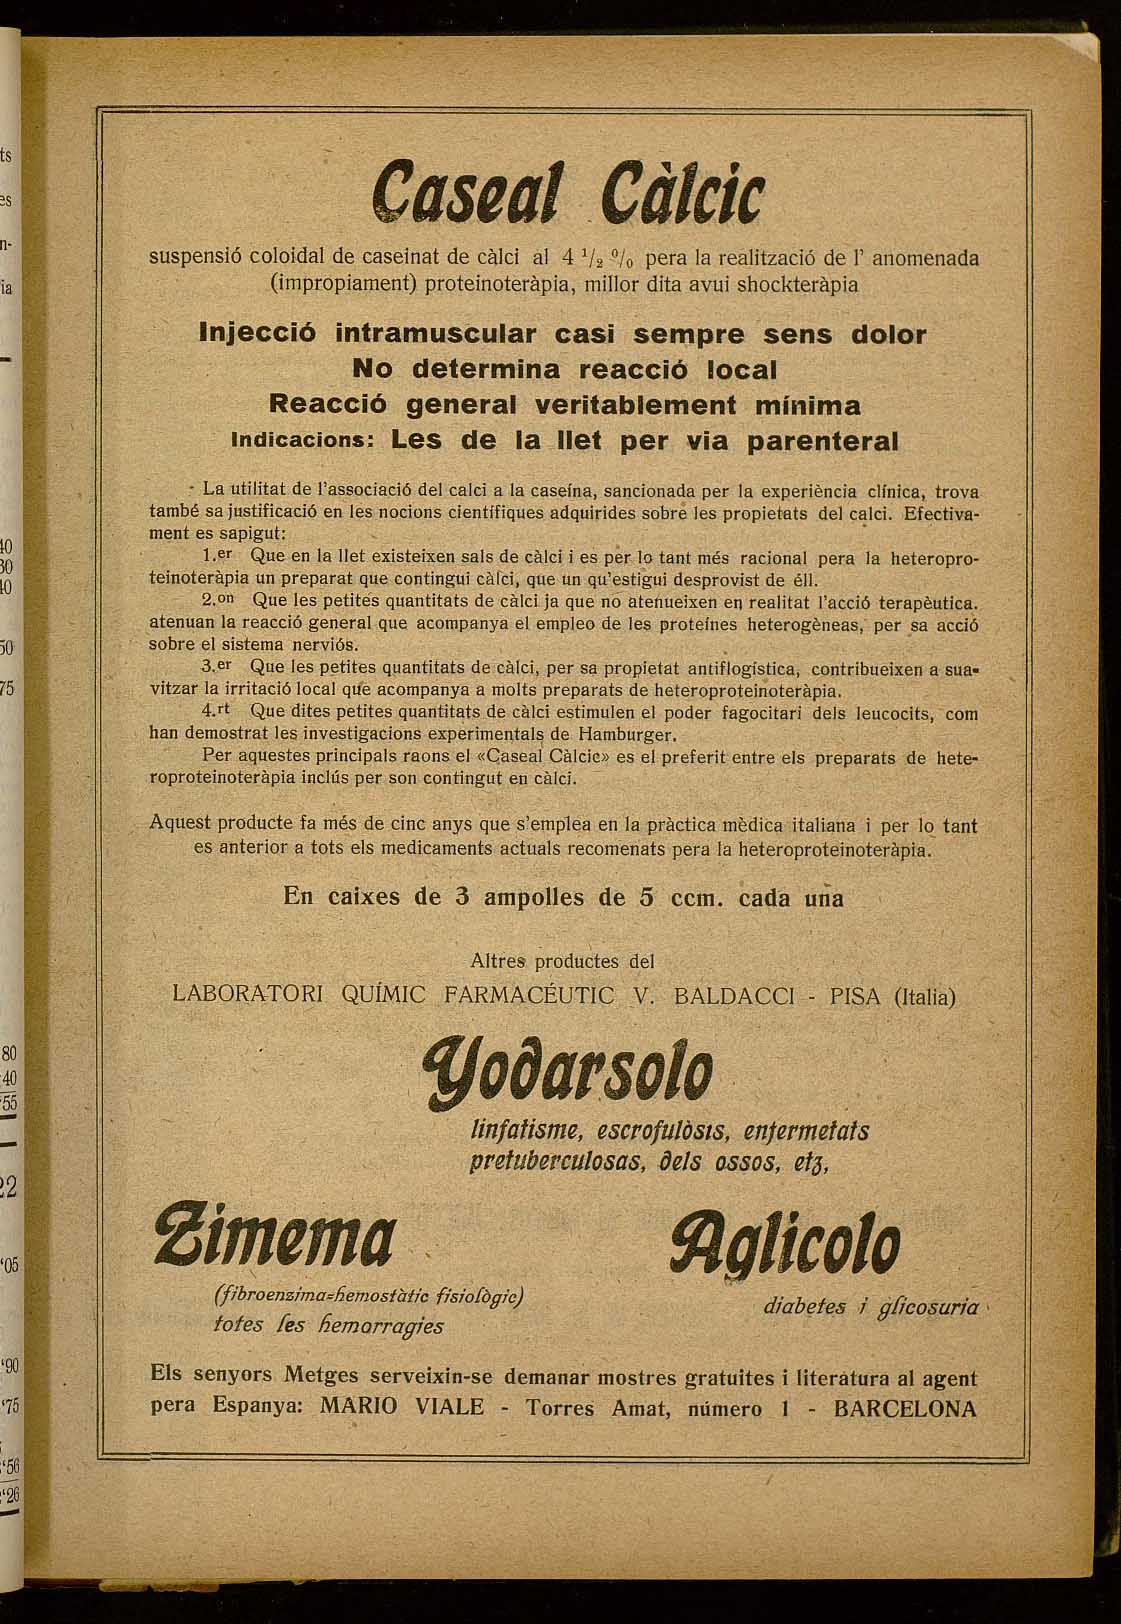 Caseal Càlcic
suspensió coloidal de caseinat de càlci al 4 1/2 % pera la realització de l' anomenada
(impropiament) proteinoteràpia, millor dita avui shockteràpia
Injecció intramuscular casi sempre sens dolor
No determina reacció local
Reacció general veritablement mínima
Indicacions: Les de la llet per via parenteral
La utilitat de l'associació del calci a la caseína, sancionada per la experiència clínica, trova
també sa justificació en les nocions científiques adquirides sobre les propietats del calci. Efectiva-
ment es sapigut:
1.er Que en la llet existeixen sals de càlci i es per lo tant més racional pera la heteropro-
teinoteràpia un preparat que contingui càlci, que un qu'estigui desprovist de éll.
2.on Que les petites quantitats de càlci ja que no atenueixen en realitat l'acció terapèutica.
atenuan la reacció general que acompanya el empleo de les proteínes heterogèneas, per sa acció
sobre el sistema nerviós.
3.er Que les petites quantitats de càlci, per sa propietat antiflogística, contribueixen a sua-
vitzar la irritació local que acompanya a molts preparats de heteroproteinoteràpia.
4.rt Que dites petites quantitats de càlci estimulen el poder fagocitari dels leucocits, com
han demostrat les investigacions experimentals de Hamburger.
Per aquestes principals raons el «Caseal Càlcic» es el preferit entre els preparats de hete-
roproteinoteràpia inclús per son contingut en càlci.
Aquest producte fa més de cinc anys que s'emplea en la pràctica mèdica italiana i per lo tant
es anterior a tots els medicaments actuals recomenats pera la heteroproteinoteràpia.
En caixes de 3 ampolles de 5 ccm. cada una
Altres productes del
LABORATORI QUÍMIC FARMACÉUTIC V. BALDACCI - PISA (Italia)
Yodarsolo
linfatisme, escrofulòsis, enfermetats
pretuberculosas, dels ossos, etz,
Zimema
(fibroenzima=hemostàtic fisiològic)
totes les hemorragies
Aglicolo
diabetes i glicosuria
Els senyors Metges serveixin-se demanar mostres gratuites i literatura al agent
pera Espanya: MARIO VIALE - Torres Amat, número 1 - BARCELONA